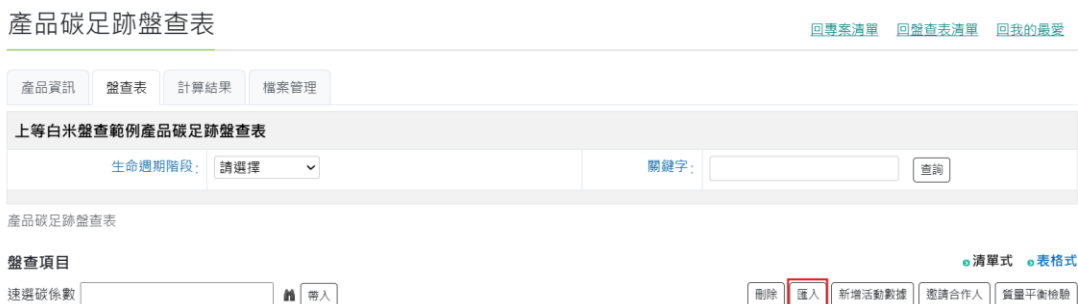 產品碳足跡盤查表
回專案清單 回盤查表清單 回我的最愛
產品資訊 盤查表 計算結果 檔案管理
上等白米盤查範例產品碳足跡盤查表
生命週期階段: 請選擇 關鍵字: 查詢
產品碳足跡盤查表
盤查項目 清單式 表格式
速選碳係數 帶入 刪除 匯入 新增活動數據 邀請合作人 質量平衡檢驗